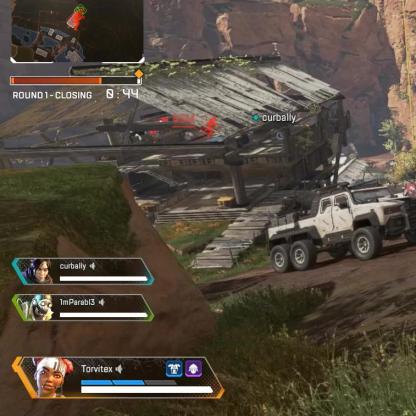 ROUND 1 - CLOSING 0:44
curbally
curbally
1mParabl3
Torvitex